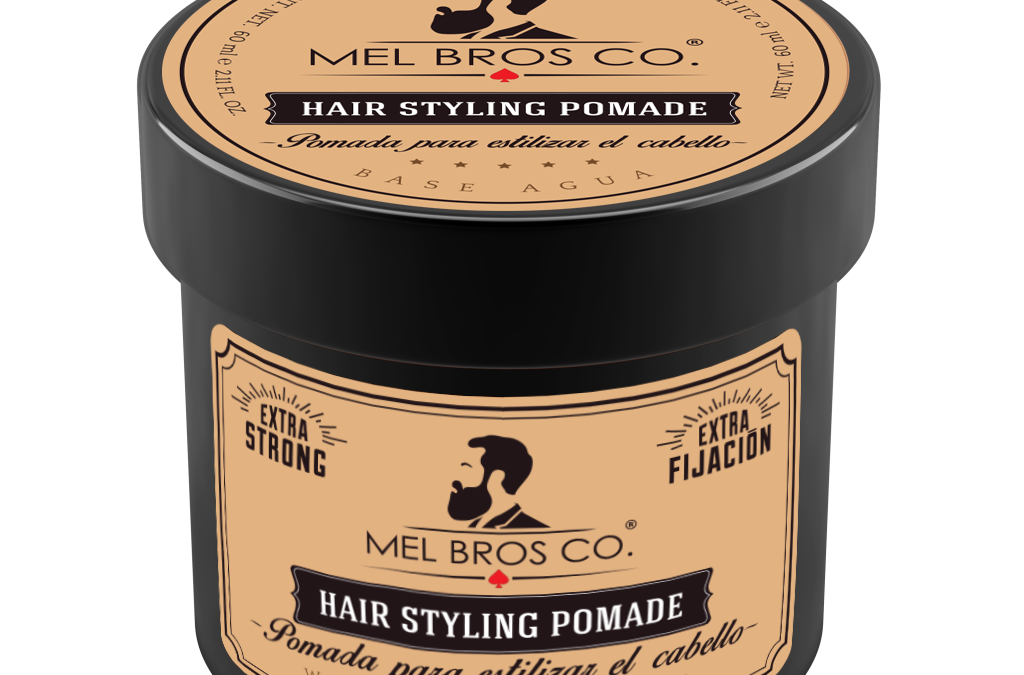 NT. NET. 60 ml e 2.11 FL OZ.
NET WT. 60 ml e 2.11 F
MEL BROS CO.®
HAIR STYLING POMADE
Pomada para estilizar el cabello
BASE AGUA
EXTRA
STRONG
EXTRA
FIJACIÓN
MEL BROS CO.®
HAIR STYLING POMADE
Pomada para estilizar el cabello